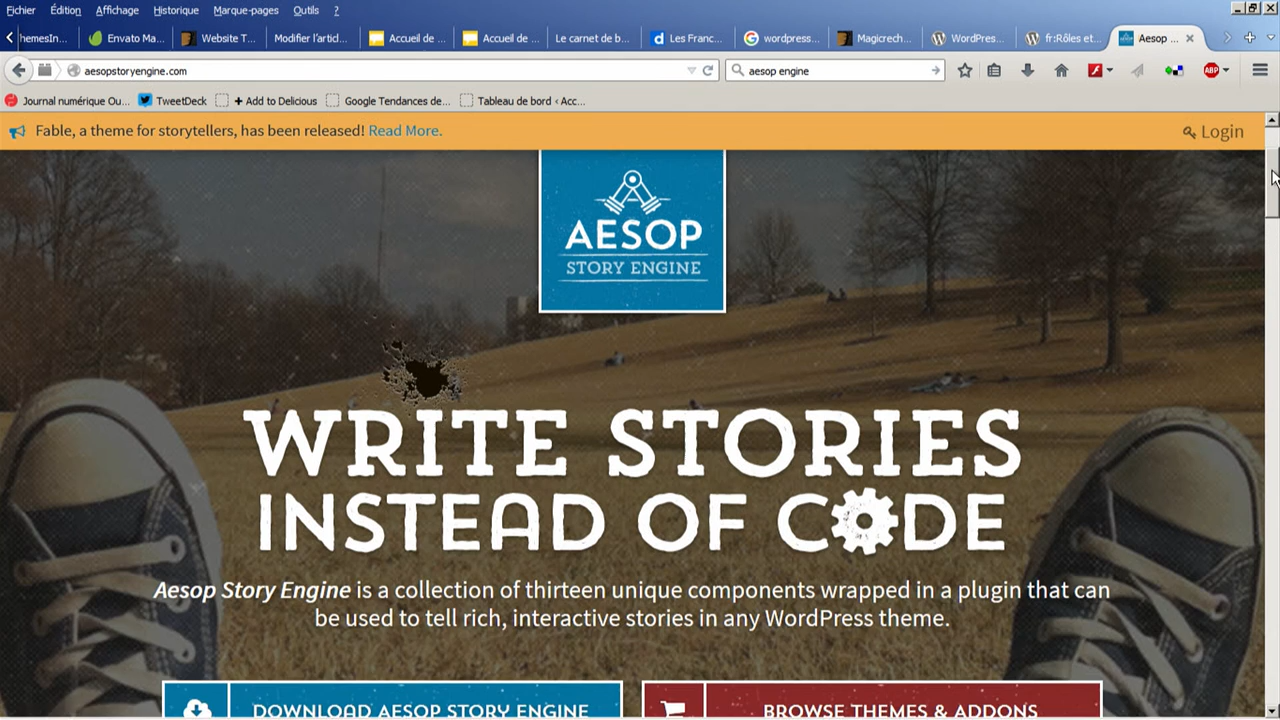 Fichier Édition Affichage Historique Marque-pages Outils ?
hemesIn... Envato Ma... Website T... Modifier l'articl... Accueil de ... Accueil de ... Le carnet de b... Les Franc... wordpress... Magicrech... WordPres... fr:Rôles et... Aesop ...
aesopstoryengine.com aesop engine ABP
Journal numérique Ou... TweetDeck + Add to Delicious Google Tendances de... Tableau de bord ‹ Acc...
Fable, a theme for storytellers, has been released! Read More. Login
AESOP
STORY ENGINE
WRITE STORIES
INSTEAD OF CODE
Aesop Story Engine is a collection of thirteen unique components wrapped in a plugin that can
be used to tell rich, interactive stories in any WordPress theme.
DOWNLOAD AESOP STORY ENGINE BROWSE THEMES & ADDONS